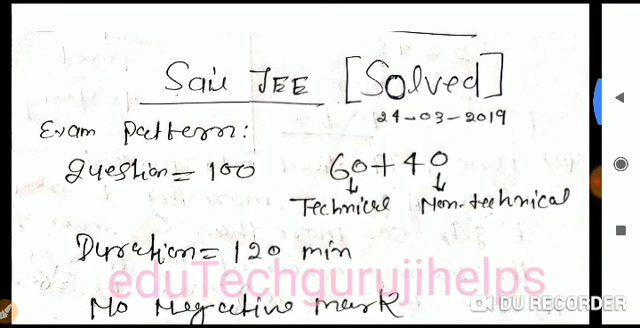 Sail JEE [Solved]
24-03-2019
Exam Pattern:
Question = 100 60+40
Technical Non-technical
Duration = 120 min
eduTechgurujihelps
No Negative mark
DU RECORDER